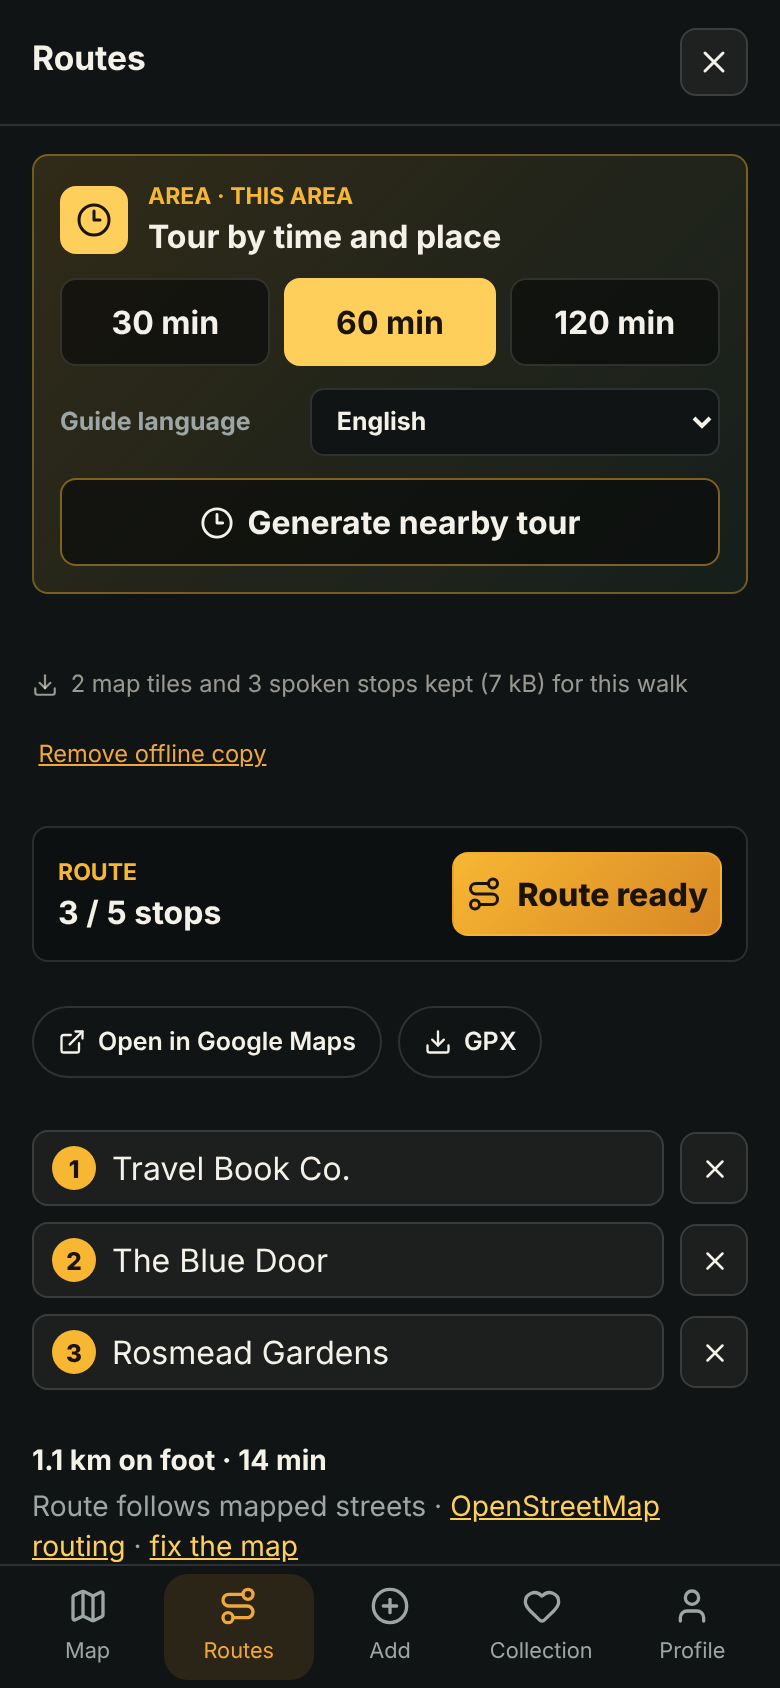 Routes
AREA · THIS AREA
Tour by time and place
30 min
60 min
120 min
Guide language
English
Generate nearby tour
2 map tiles and 3 spoken stops kept (7 kB) for this walk
Remove offline copy
ROUTE
3 / 5 stops
Route ready
Open in Google Maps
GPX
1 Travel Book Co.
2 The Blue Door
3 Rosmead Gardens
1.1 km on foot · 14 min
Route follows mapped streets · OpenStreetMap
routing · fix the map
Map
Routes
Add
Collection
Profile